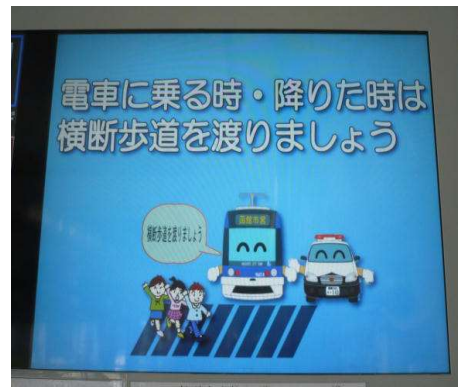 電車に乗る時・降りた時は
横断歩道を渡りましょう
横断歩道を渡りましょう
函館市営